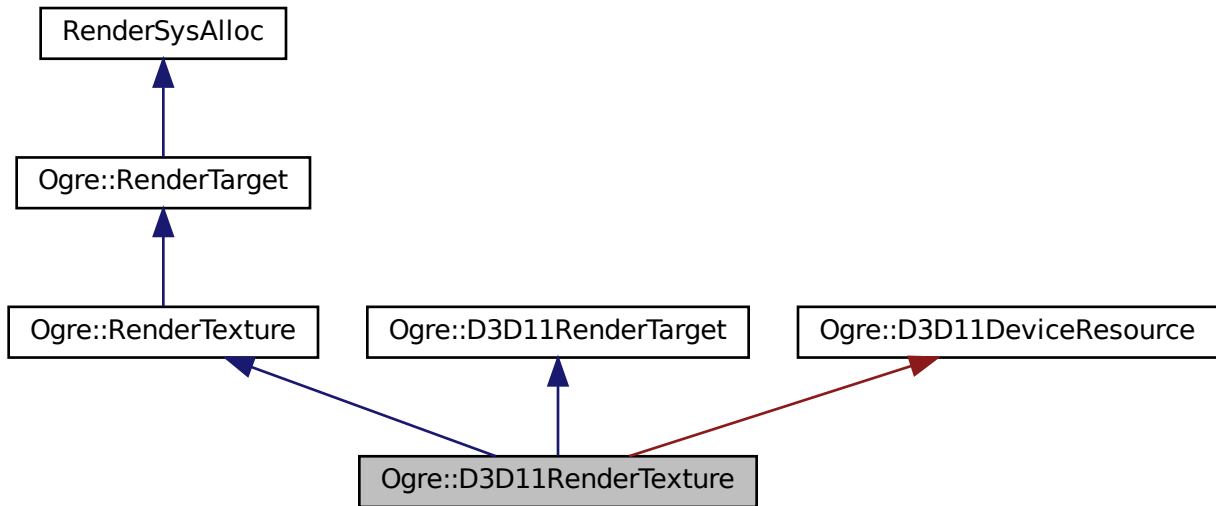 RenderSysAlloc
Ogre::RenderTarget
Ogre::RenderTexture
Ogre::D3D11RenderTarget
Ogre::D3D11DeviceResource
Ogre::D3D11RenderTexture